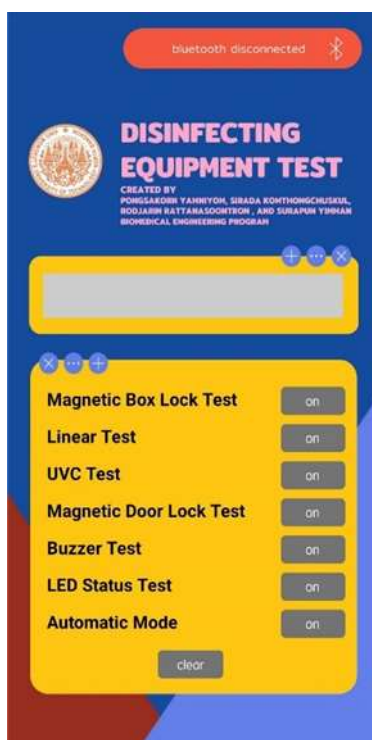 bluetooth disconnected
DISINFECTING
EQUIPMENT TEST
CREATED BY
PONGSAKORN YANNIYOM, SIRADA KONTHONGCHUSKUL,
RODJARIN RATTANASOONTRON , AND SURAPUN YIMMAN
BIOMEDICAL ENGINEERING PROGRAM
Magnetic Box Lock Test on
Linear Test on
UVC Test on
Magnetic Door Lock Test on
Buzzer Test on
LED Status Test on
Automatic Mode on
clear